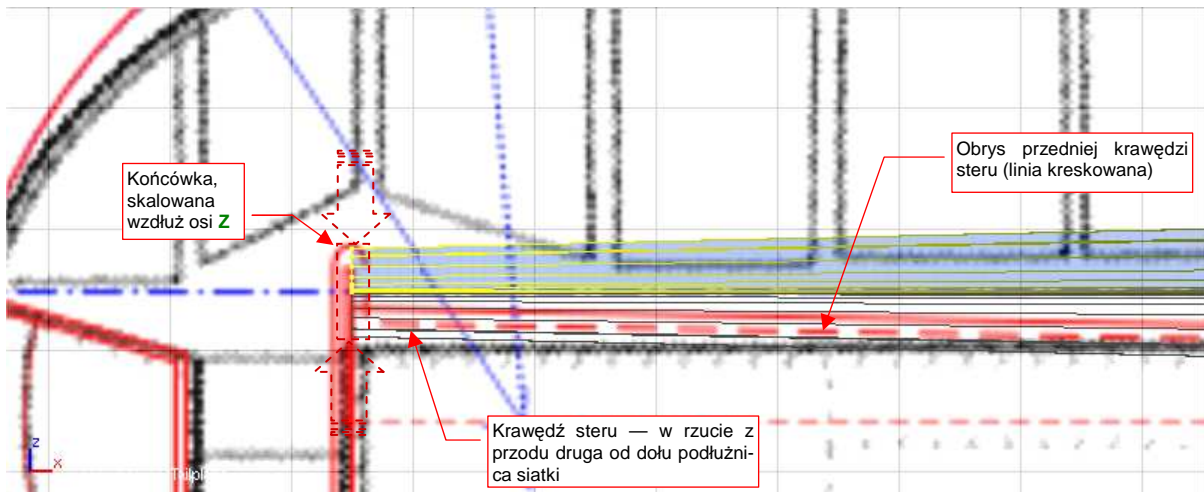 Obrys przedniej krawędzi
steru (linia kreskowana)
Końcówka,
skalowana
wzdłuż osi Z
Krawędź steru — w rzucie z
przodu druga od dołu podłużni-
ca siatki
z
x